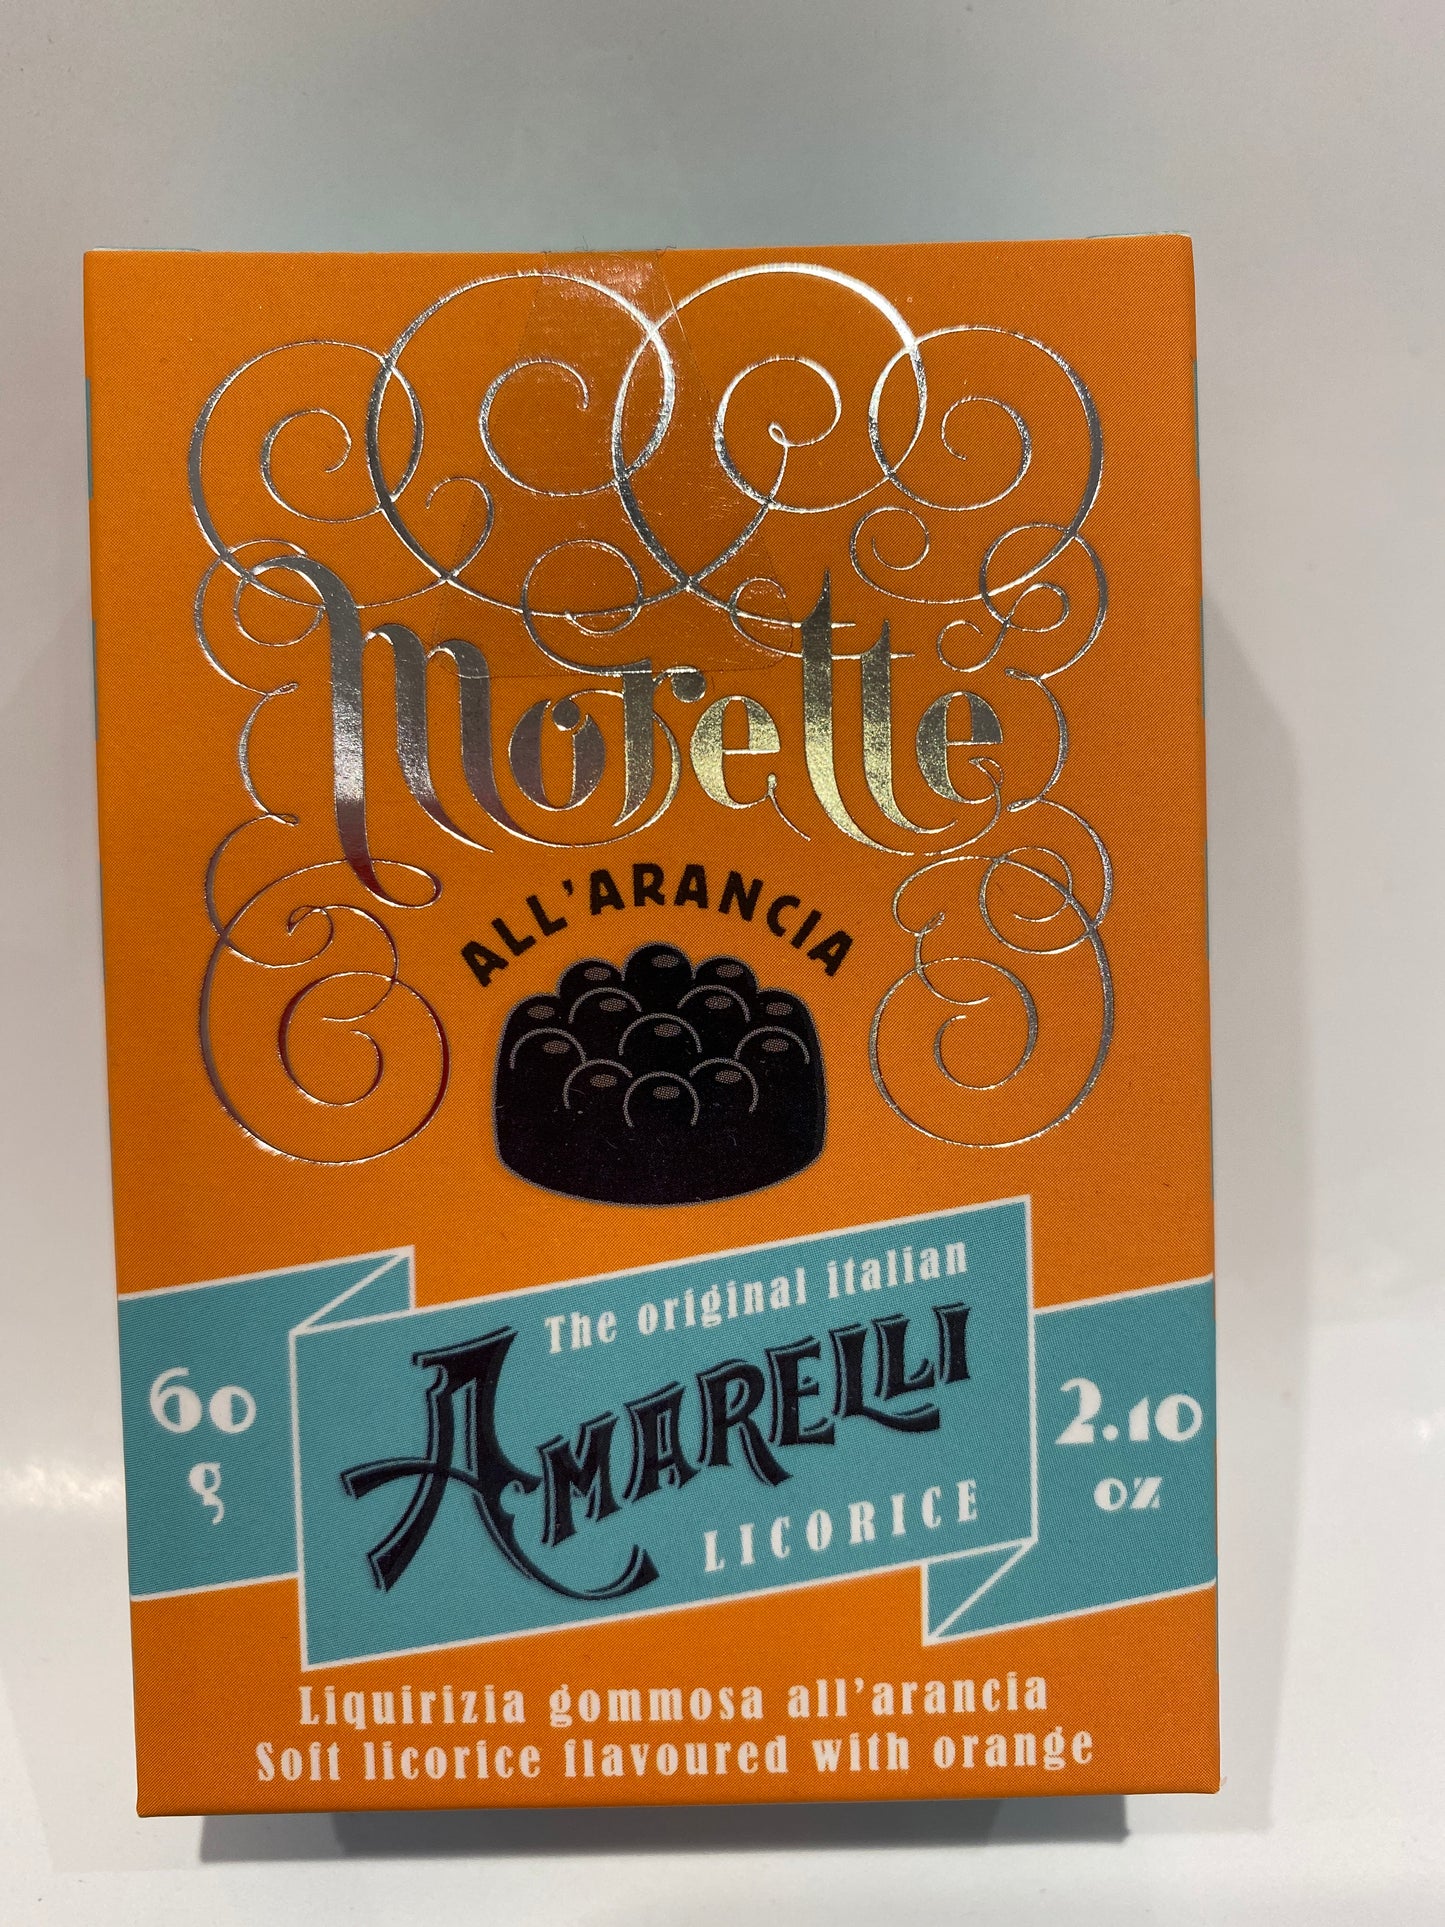 Morette
ALL'ARANCIA
The original italian
AMARELLI
LICORICE
60
g
2.10
oz
Liquirizia gommosa all'arancia
Soft licorice flavoured with orange